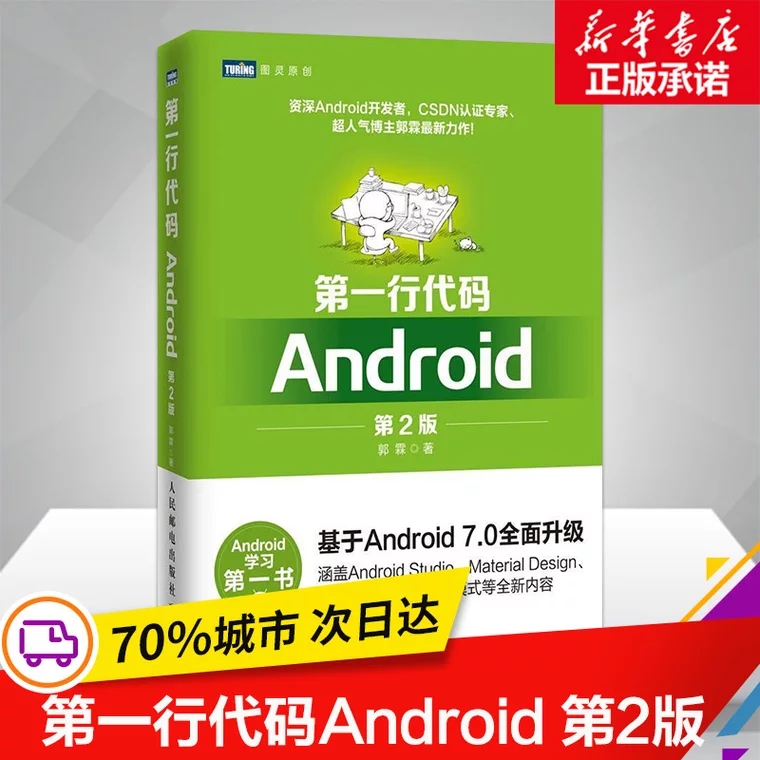 新华书店
正版承诺
TURING
图灵原创
资深Android开发者，CSDN认证专家、
超人气博主郭霖最新力作！
第一行代码
Android
第2版
郭霖 著
第一行代码
Android
第2版
郭霖 著
人民邮电出版社
Android
学习
第一书
基于Android 7.0全面升级
涵盖Android Studio、Material Design、
模式等全新内容
70%城市 次日达
第一行代码Android 第2版